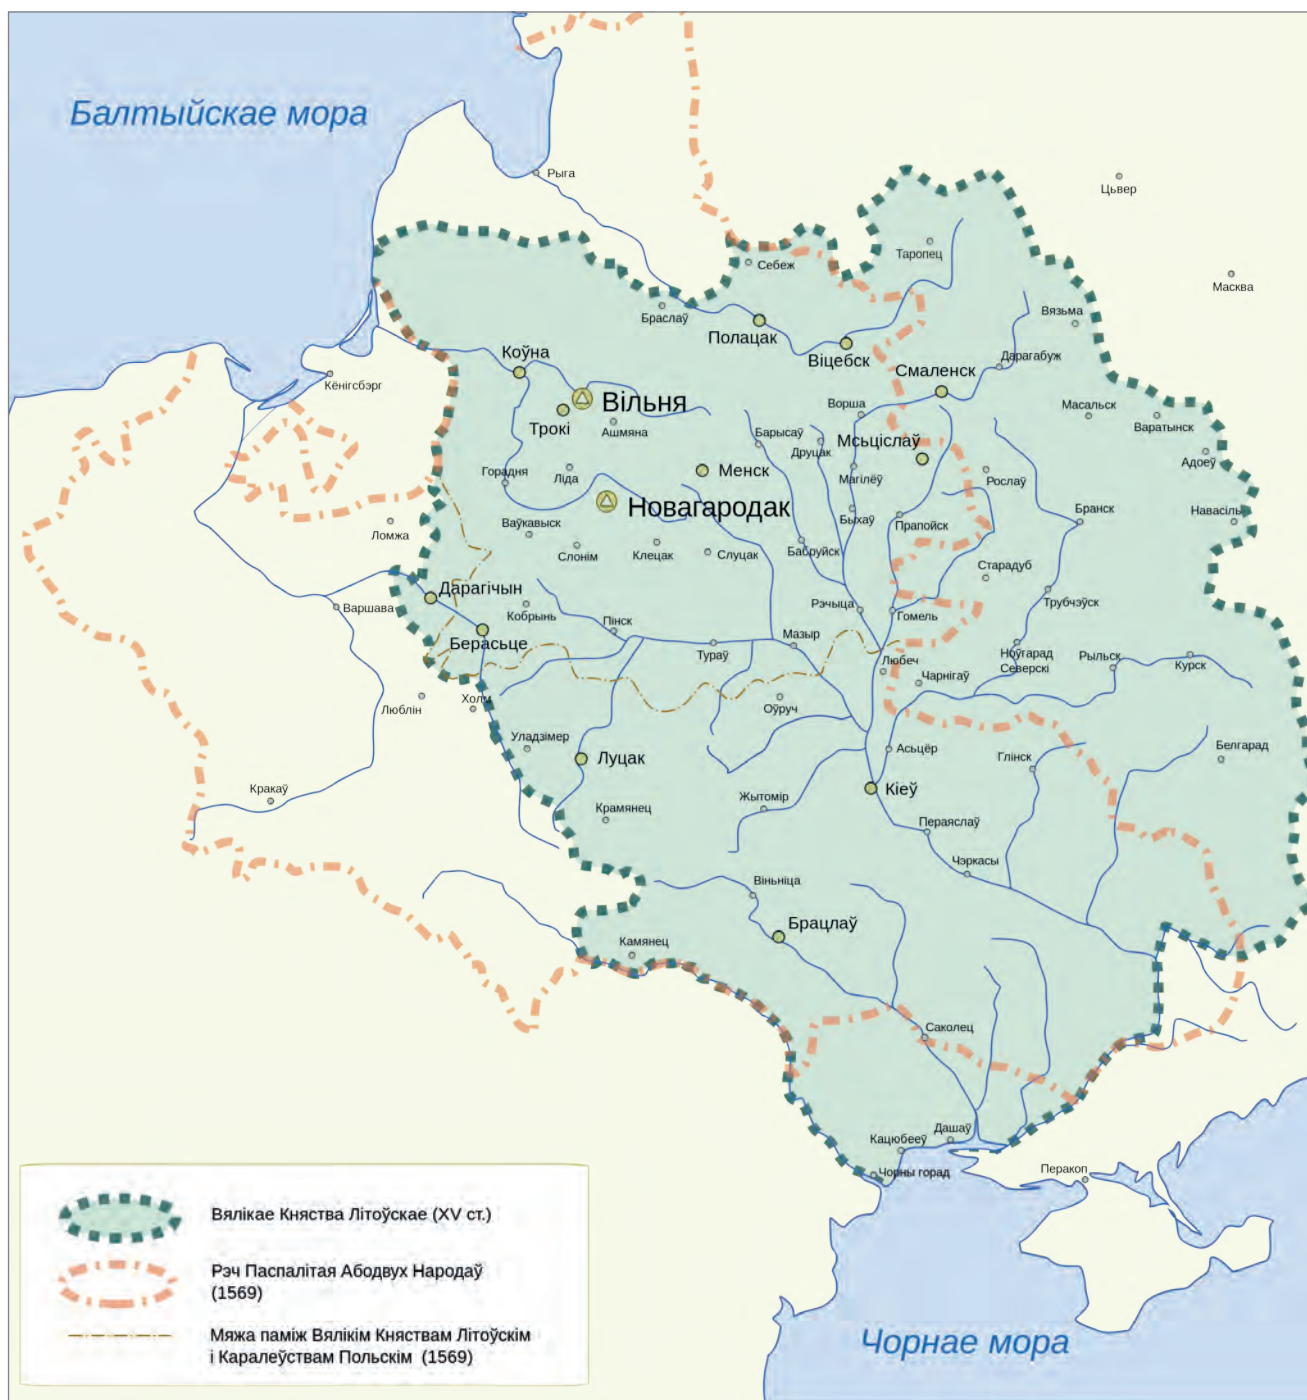 Балтыйскае мора
Рыга
Цьвер
Таропец
Себеж
Масква
Браслаў
Полацак
Вязьма
Віцебск
Коўна
Дарагабуж
Смаленск
Кёнігсбэрг
Вільня
Ворша
Масальск
Трокі
Ашмяна
Барысаў
Мсьціслаў
Варатынск
Друцак
Адоеў
Горадня
Ліда
Менск
Магілёў
Рослаў
Новагародак
Бранск
Навасіль
Ломжа
Ваўкавыск
Быхаў
Прапойск
Слонім
Клецак
Слуцак
Бабруйск
Старадуб
Дарагічын
Варшава
Кобрынь
Рэчыца
Гомель
Трубчэўск
Пінск
Берасьце
Мазыр
Тураў
Любеч
Ноўгарад
Северскі
Рыльск
Курск
Чарнігаў
Люблін
Холм
Оўруч
Уладзімер
Луцак
Асьцёр
Глінск
Белгарад
Кракаў
Жытомір
Кіеў
Крамянец
Пераяслаў
Чэркасы
Віньніца
Брацлаў
Камянец
Саколец
Дашаў
Кацюбееў
Чорны горад
Перакоп
Вялікае Княства Літоўскае (XV ст.)
Рэч Паспалітая Абодвух Народаў
(1569)
Мяжа паміж Вялікім Княствам Літоўскім
і Каралеўствам Польскім (1569)
Чорнае мора